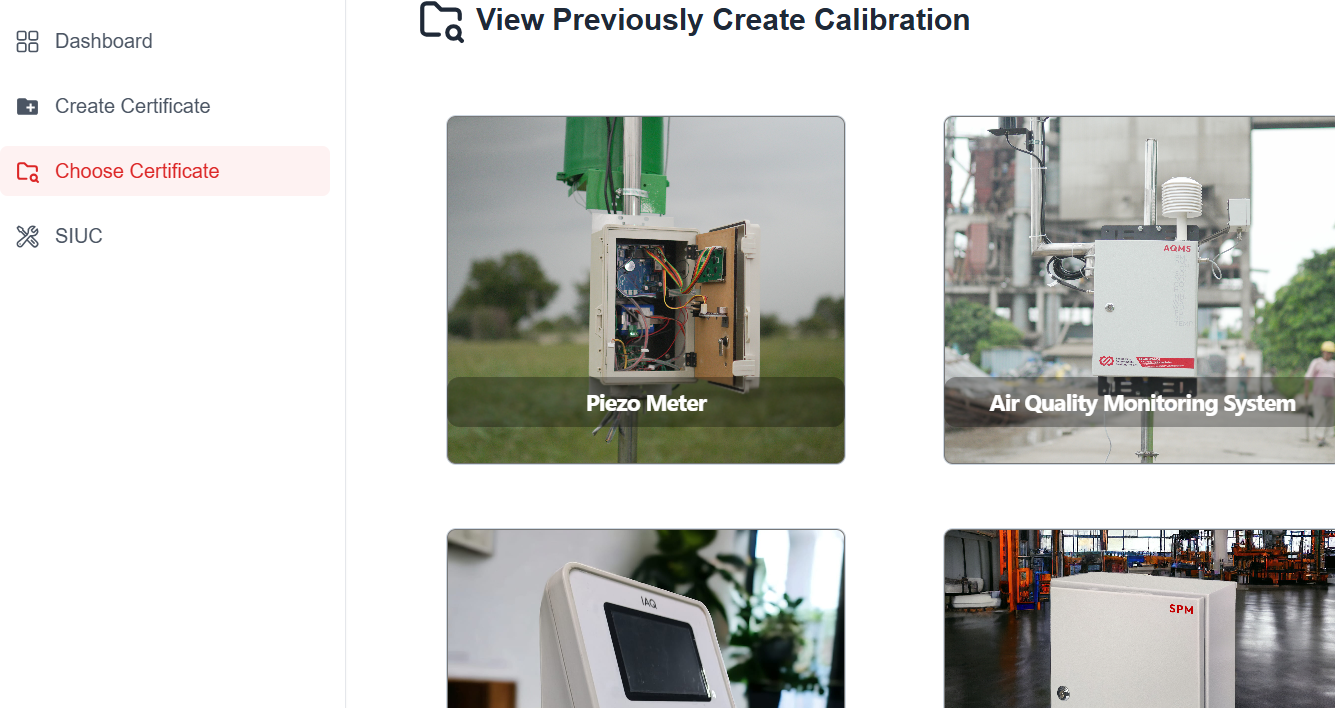 View Previously Create Calibration
Dashboard
Create Certificate
Choose Certificate
SIUC
AQMS
Piezo Meter
Air Quality Monitoring System
IAQ
SPM